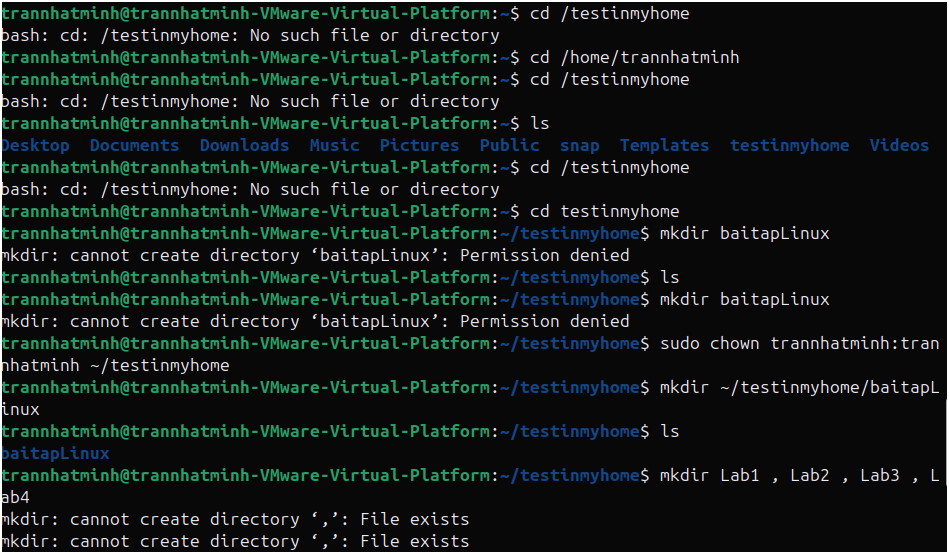 trannhatminh@trannhatminh-VMware-Virtual-Platform:~$ cd /testinmyhome
bash: cd: /testinmyhome: No such file or directory
trannhatminh@trannhatminh-VMware-Virtual-Platform:~$ cd /home/trannhatminh
trannhatminh@trannhatminh-VMware-Virtual-Platform:~$ cd /testinmyhome
bash: cd: /testinmyhome: No such file or directory
trannhatminh@trannhatminh-VMware-Virtual-Platform:~$ ls
Desktop  Documents  Downloads  Music  Pictures  Public  snap  Templates  testinmyhome  Videos
trannhatminh@trannhatminh-VMware-Virtual-Platform:~$ cd /testinmyhome
bash: cd: /testinmyhome: No such file or directory
trannhatminh@trannhatminh-VMware-Virtual-Platform:~$ cd testinmyhome
trannhatminh@trannhatminh-VMware-Virtual-Platform:~/testinmyhome$ mkdir baitapLinux
mkdir: cannot create directory ‘baitapLinux’: Permission denied
trannhatminh@trannhatminh-VMware-Virtual-Platform:~/testinmyhome$ ls
trannhatminh@trannhatminh-VMware-Virtual-Platform:~/testinmyhome$ mkdir baitapLinux
mkdir: cannot create directory ‘baitapLinux’: Permission denied
trannhatminh@trannhatminh-VMware-Virtual-Platform:~/testinmyhome$ sudo chown trannhatminh:tran
nhatminh ~/testinmyhome
trannhatminh@trannhatminh-VMware-Virtual-Platform:~/testinmyhome$ mkdir ~/testinmyhome/baitapL
inux
trannhatminh@trannhatminh-VMware-Virtual-Platform:~/testinmyhome$ ls
baitapLinux
trannhatminh@trannhatminh-VMware-Virtual-Platform:~/testinmyhome$ mkdir Lab1 , Lab2 , Lab3 , L
ab4
mkdir: cannot create directory ‘,’: File exists
mkdir: cannot create directory ‘,’: File exists